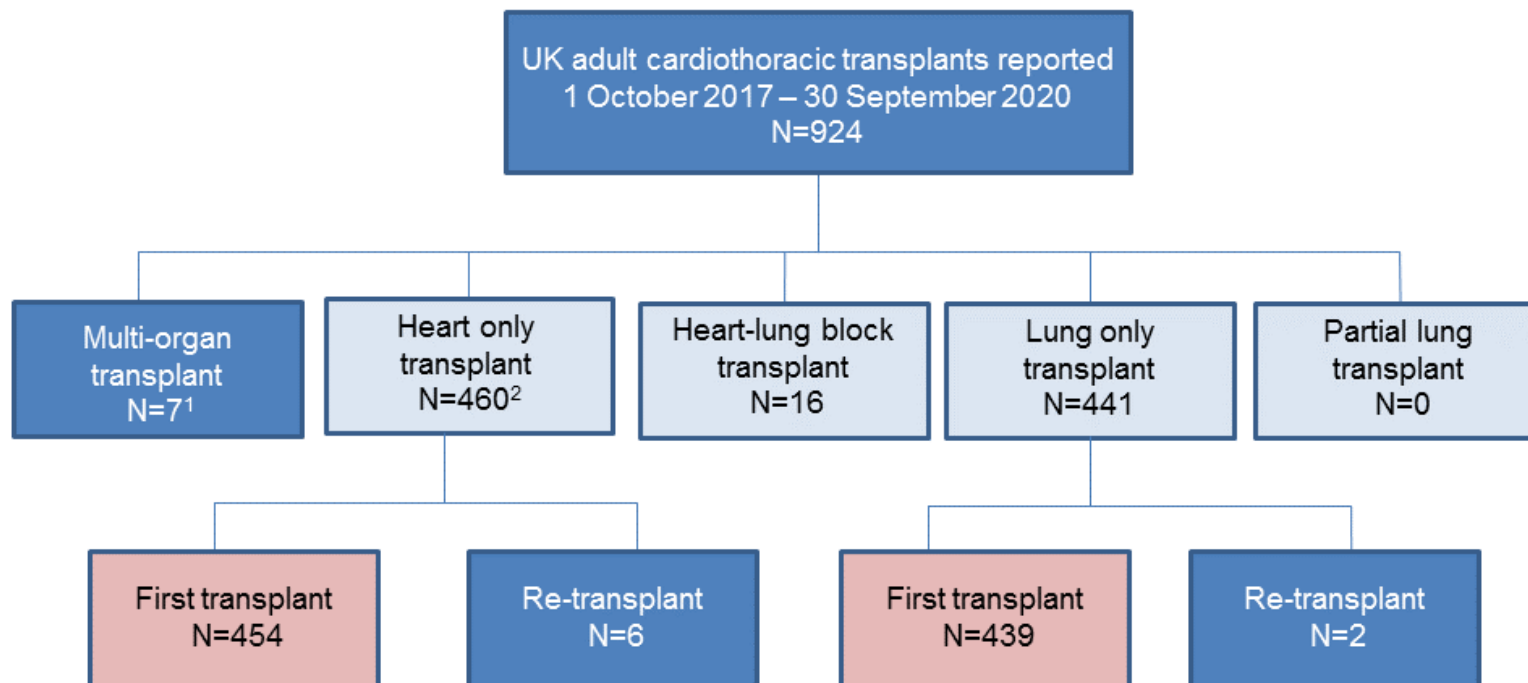 UK adult cardiothoracic transplants reported
1 October 2017 – 30 September 2020
N=924
Multi-organ
transplant
N=7¹
Heart only
transplant
N=460²
Heart-lung block
transplant
N=16
Lung only
transplant
N=441
Partial lung
transplant
N=0
First transplant
N=454
Re-transplant
N=6
First transplant
N=439
Re-transplant
N=2